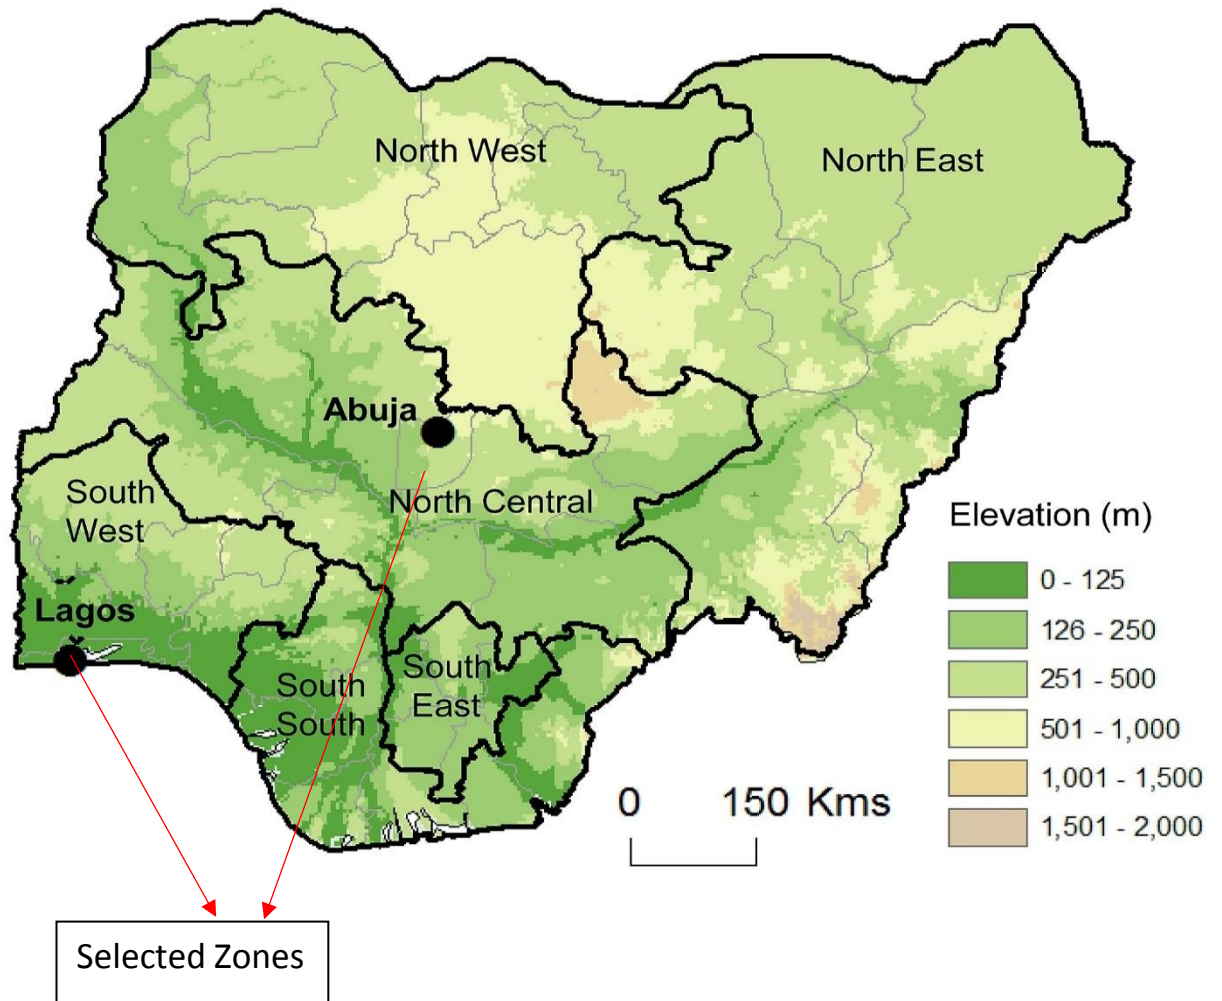 North West
North East
Abuja
North Central
South
West
Lagos
South
South
South
East
Elevation (m)
0 - 125
126 - 250
251 - 500
501 - 1,000
1,001 - 1,500
1,501 - 2,000
0 150 Kms
Selected Zones